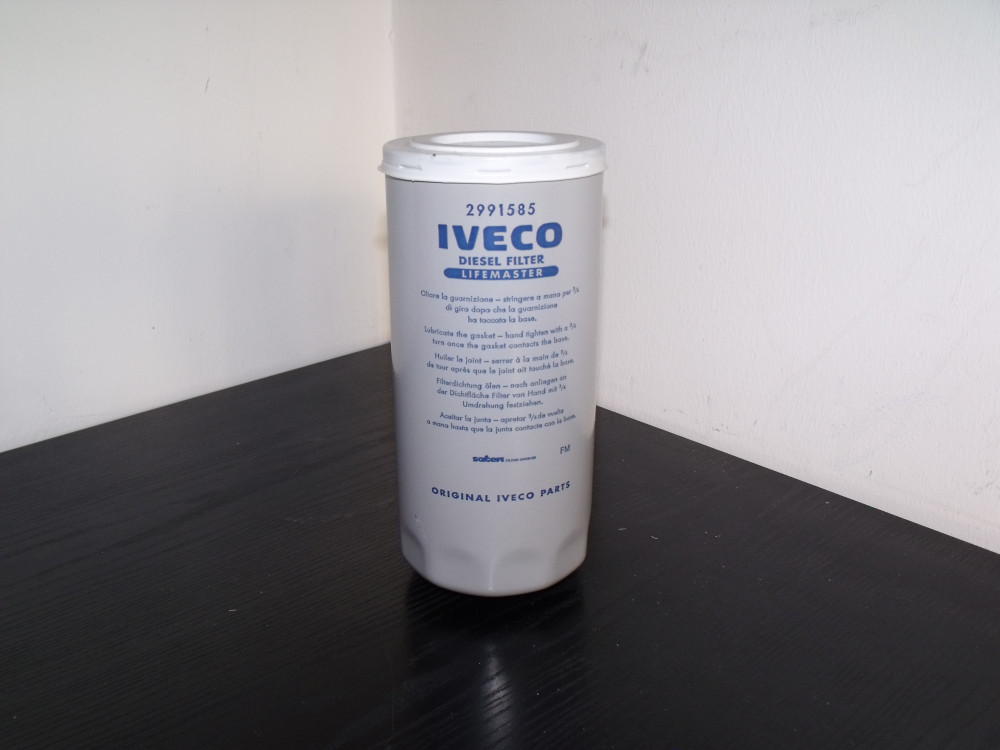 2991585
IVECO
DIESEL FILTER
LIFEMASTER
Oliare la guarnizione – stringere a mano per 3/4
di giro dopo che la guarnizione
ha toccato la base.
Lubricate the gasket – hand tighten with a 3/4
turn once the gasket contacts the base.
Huiler le joint – serrer à la main de 3/4
de tour après que le joint ait touché la base.
Filterdichtung ölen – nach anliegen an
der Dichtfläche Filter von Hand mit 3/4
Umdrehung festziehen.
Aceitar la junta – apretar 3/4 de vuelta
a mano hasta que la junta contacte con la base.
FM
ORIGINAL IVECO PARTS